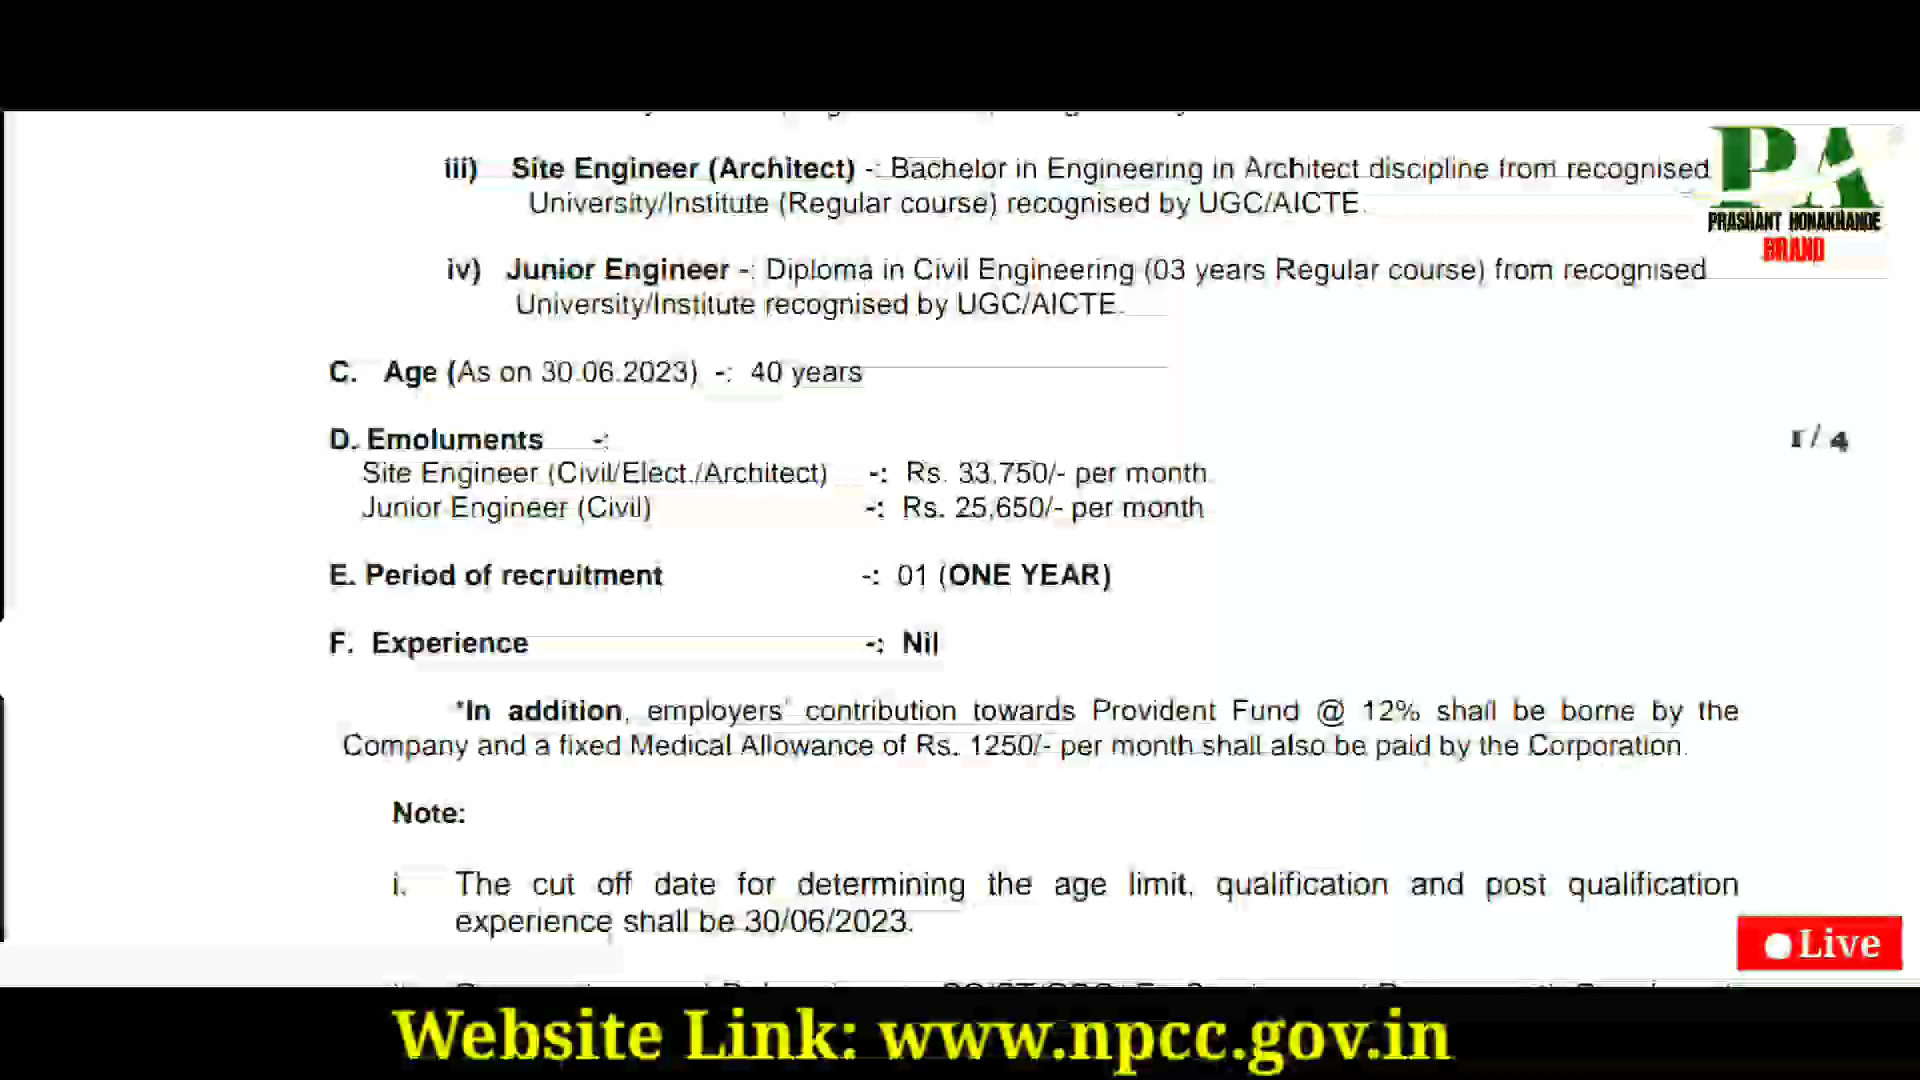 iii) Site Engineer (Architect) -: Bachelor in Engineering in Architect discipline from recognised
University/Institute (Regular course) recognised by UGC/AICTE.
iv) Junior Engineer -: Diploma in Civil Engineering (03 years Regular course) from recognised
University/Institute recognised by UGC/AICTE.
PA
PRASHANT HONAKHANDE
BRAND
C. Age (As on 30.06.2023) -: 40 years
D. Emoluments -:
1/4
Site Engineer (Civil/Elect./Architect) -: Rs. 33,750/- per month
Junior Engineer (Civil) -: Rs. 25,650/- per month
E. Period of recruitment -: 01 (ONE YEAR)
F. Experience -: Nil
*In addition, employers' contribution towards Provident Fund @ 12% shall be borne by the
Company and a fixed Medical Allowance of Rs. 1250/- per month shall also be paid by the Corporation.
Note:
i. The cut off date for determining the age limit, qualification and post qualification
experience shall be 30/06/2023.
Live
Website Link: www.npcc.gov.in